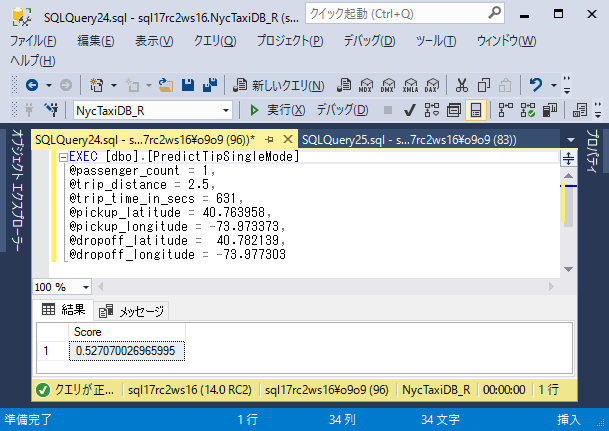 SQLQuery24.sql - sql17rc2ws16.NycTaxiDB_R (s...
クイック起動 (Ctrl+Q)
ファイル(F) 編集(E) 表示(V) クエリ(Q) プロジェクト(P) デバッグ(D) ツール(T) ウィンドウ(W)
ヘルプ(H)
新しいクエリ(N) MDX DMX XMLA DAX
NycTaxiDB_R 実行(X) デバッグ(D)
オブジェクト エクスプローラー
SQLQuery24.sql - s...7rc2ws16¥o9o9 (96))* SQLQuery25.sql - s...7rc2ws16¥o9o9 (83))
プロパティ
EXEC [dbo].[PredictTipSingleMode]
@passenger_count = 1,
@trip_distance = 2.5,
@trip_time_in_secs = 631,
@pickup_latitude = 40.763958,
@pickup_longitude = -73.973373,
@dropoff_latitude = 40.782139,
@dropoff_longitude = -73.977303
100 %
結果 メッセージ
Score
1 0.527070026965995
クエリが正... sql17rc2ws16 (14.0 RC2) sql17rc2ws16¥o9o9 (96) NycTaxiDB_R 00:00:00 1 行
準備完了 1 行 34 列 34 文字 挿入